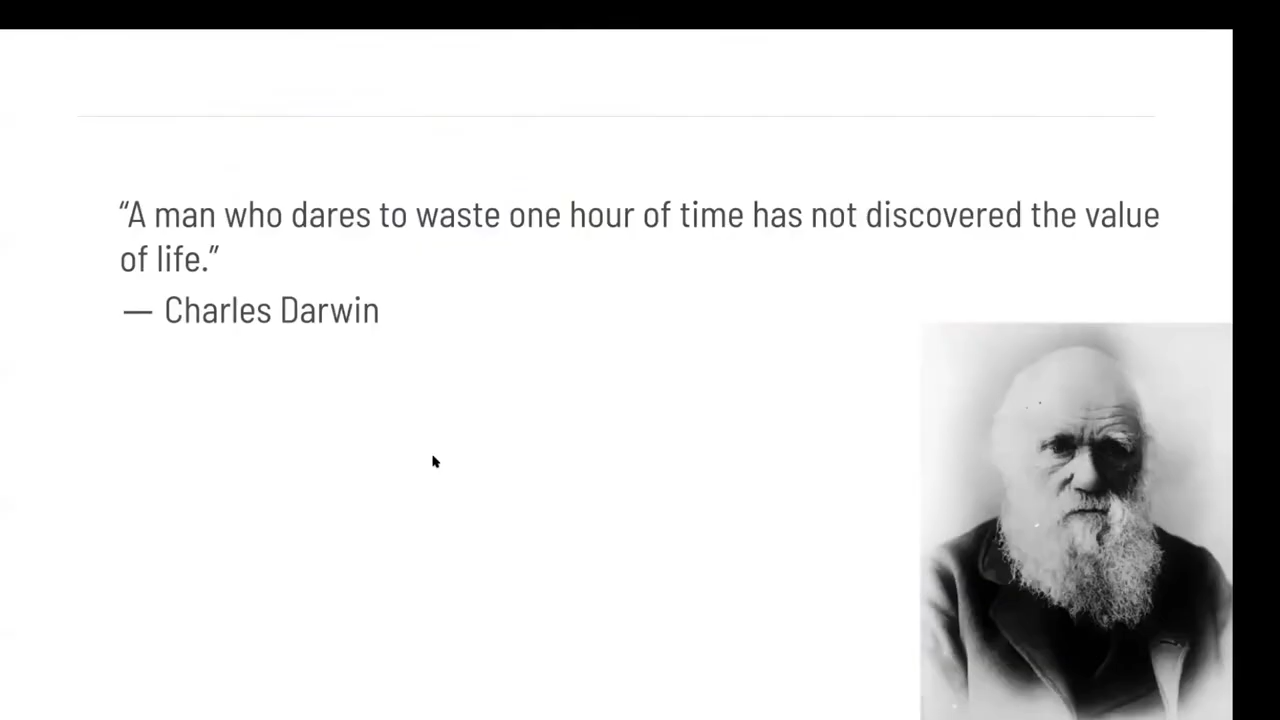 “A man who dares to waste one hour of time has not discovered the value
of life.”
— Charles Darwin